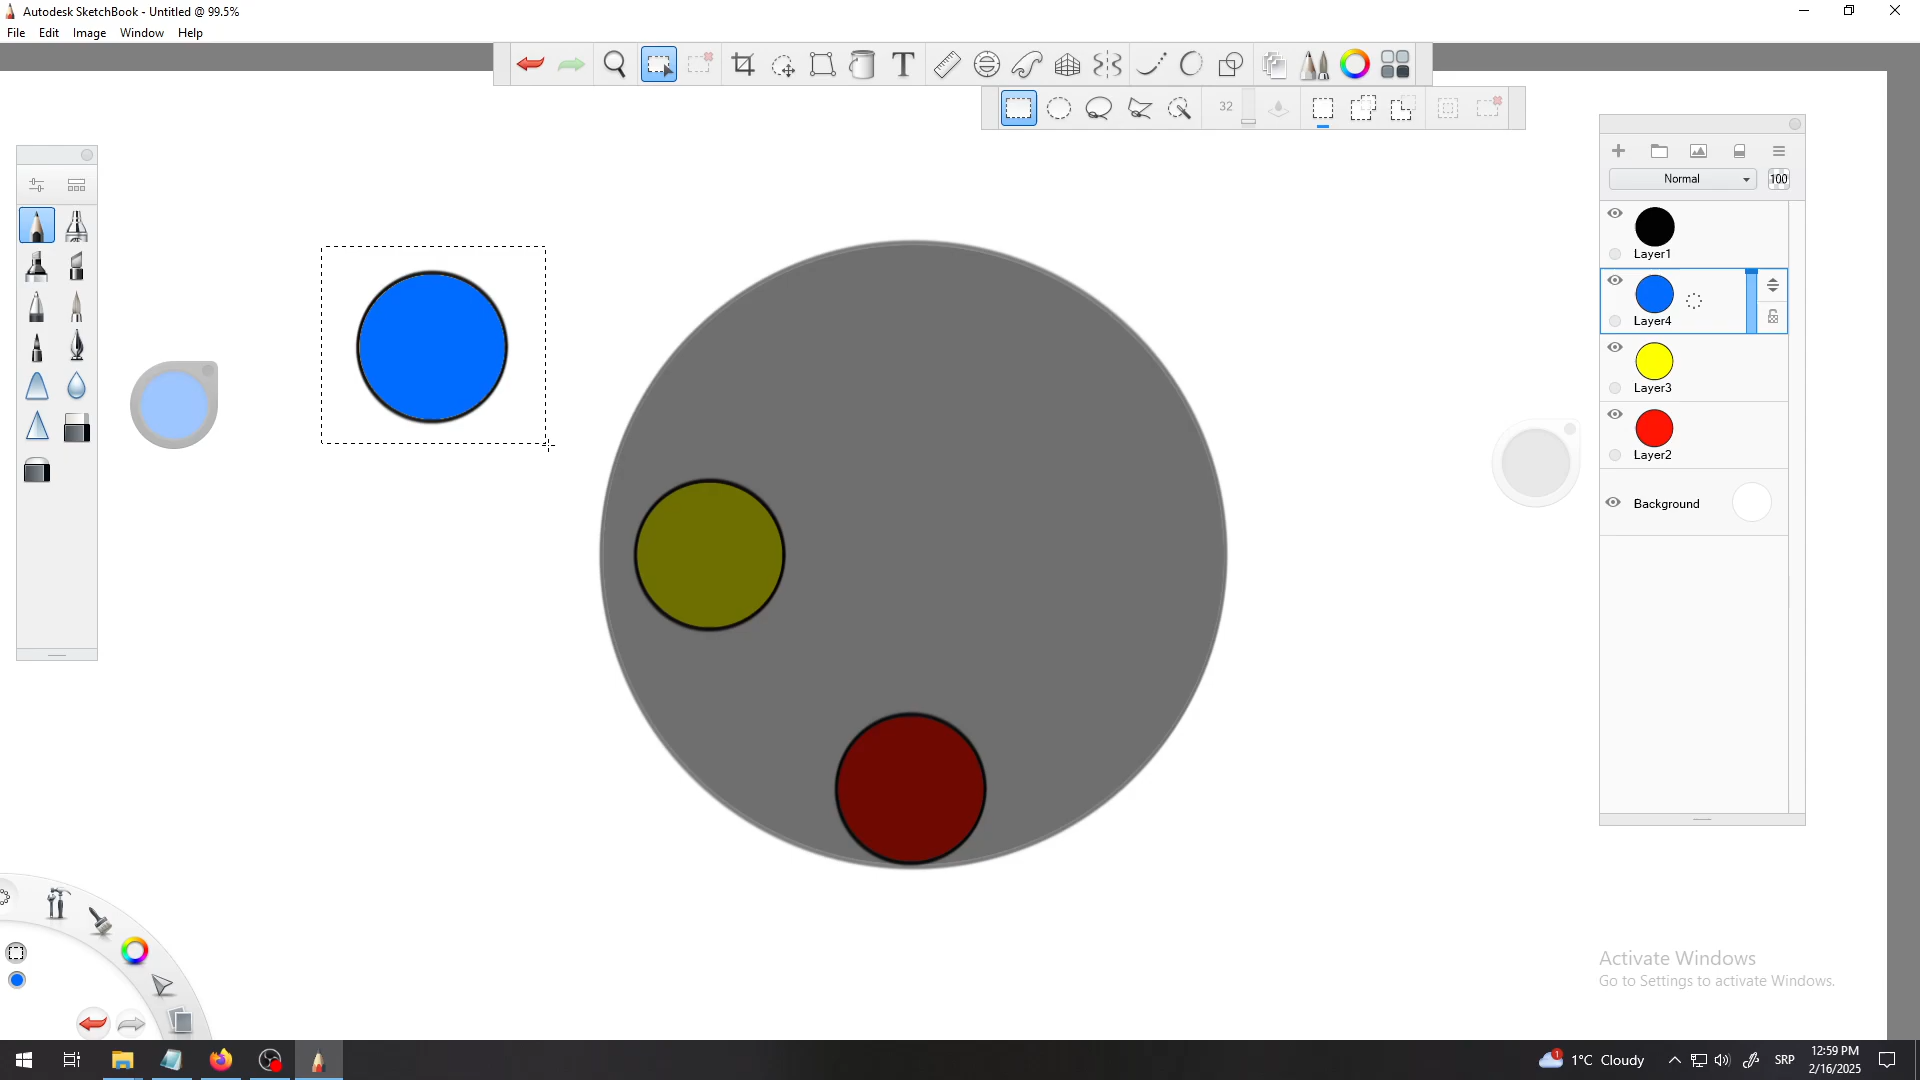 Autodesk SketchBook - Untitled @ 99.5%
File Edit Image Window Help
T
32
Normal 100
Layer1
Layer4
Layer3
Layer2
Background
Activate Windows
Go to Settings to activate Windows.
1 1°C Cloudy SRP 12:59 PM
2/16/2025